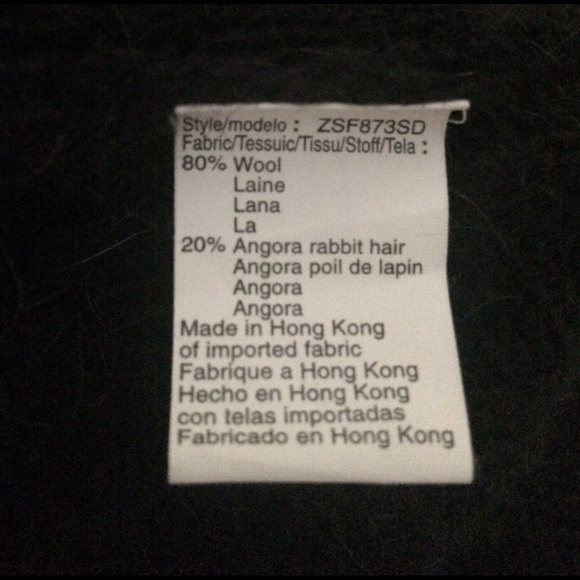 Style/modelo : ZSF873SD
Fabric/Tessuic/Tissu/Stoff/Tela :
80% Wool
Laine
Lana
La
20% Angora rabbit hair
Angora poil de lapin
Angora
Angora
Made in Hong Kong
of imported fabric
Fabrique a Hong Kong
Hecho en Hong Kong
con telas importadas
Fabricado en Hong Kong